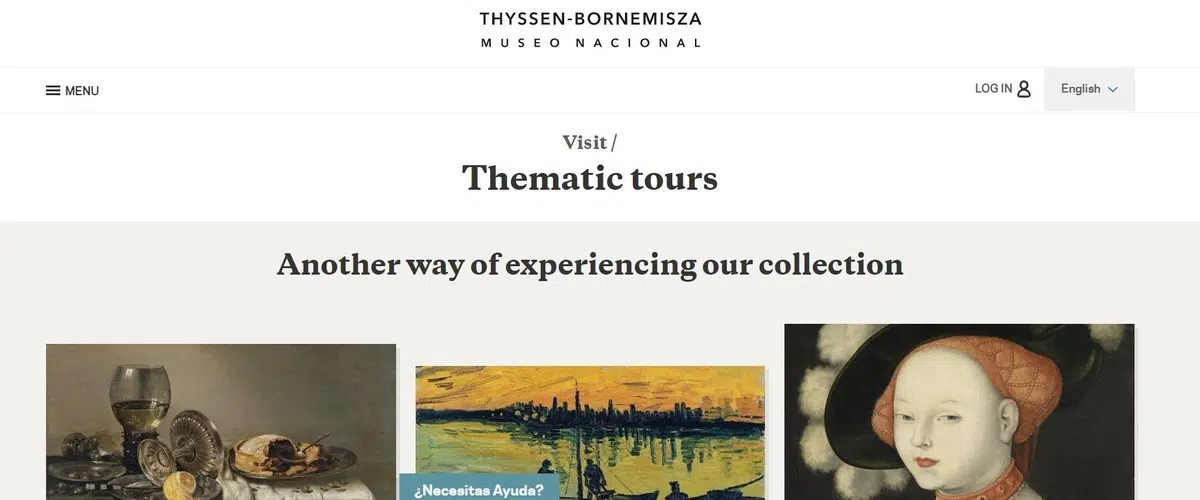 THYSSEN-BORNEMISZA
MUSEO NACIONAL
MENU
LOG IN
English
Visit /
Thematic tours
Another way of experiencing our collection
¿Necesitas Ayuda?